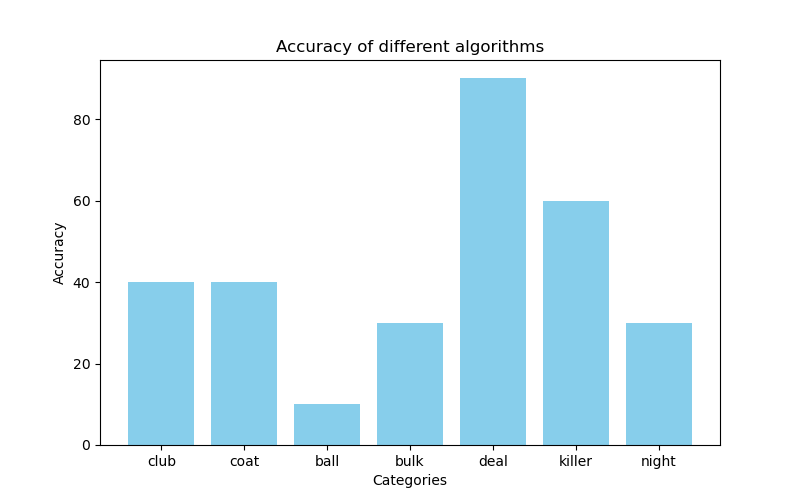 Accuracy of different algorithms
Accuracy
80
60
40
20
0
club coat ball bulk deal killer night
Categories